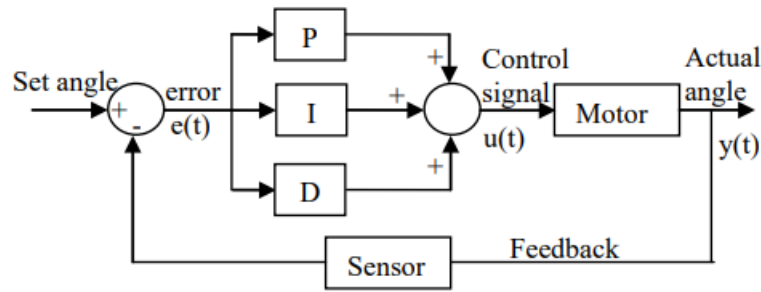 P
+
Set angle
+
-
error
e(t)
I
+
Control
signal
u(t)
Motor
Actual
angle
y(t)
D
+
Sensor
Feedback